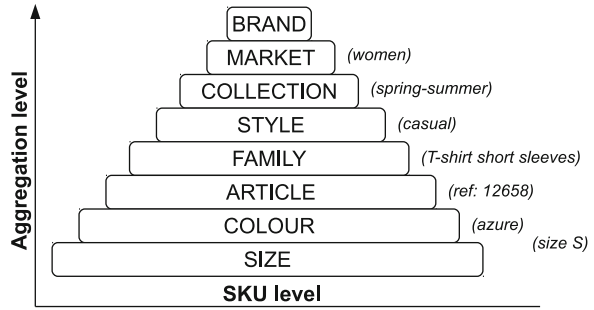 BRAND
MARKET (women)
COLLECTION (spring-summer)
STYLE (casual)
FAMILY (T-shirt short sleeves)
ARTICLE (ref: 12658)
COLOUR (azure)
SIZE (size S)
SKU level
Aggregation level